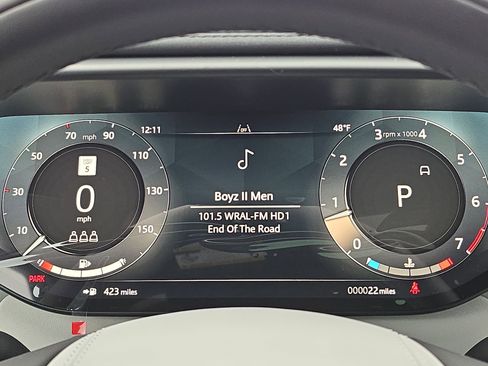 70 mph 90
12:11
OFF
48°F
3 rpm x 1000 4
50
110
2
5
5
30
130
0
mph
10
150
Boyz II Men
101.5 WRAL-FM HD1
End Of The Road
1
P
6
0
7
PARK
423 miles
000022 miles